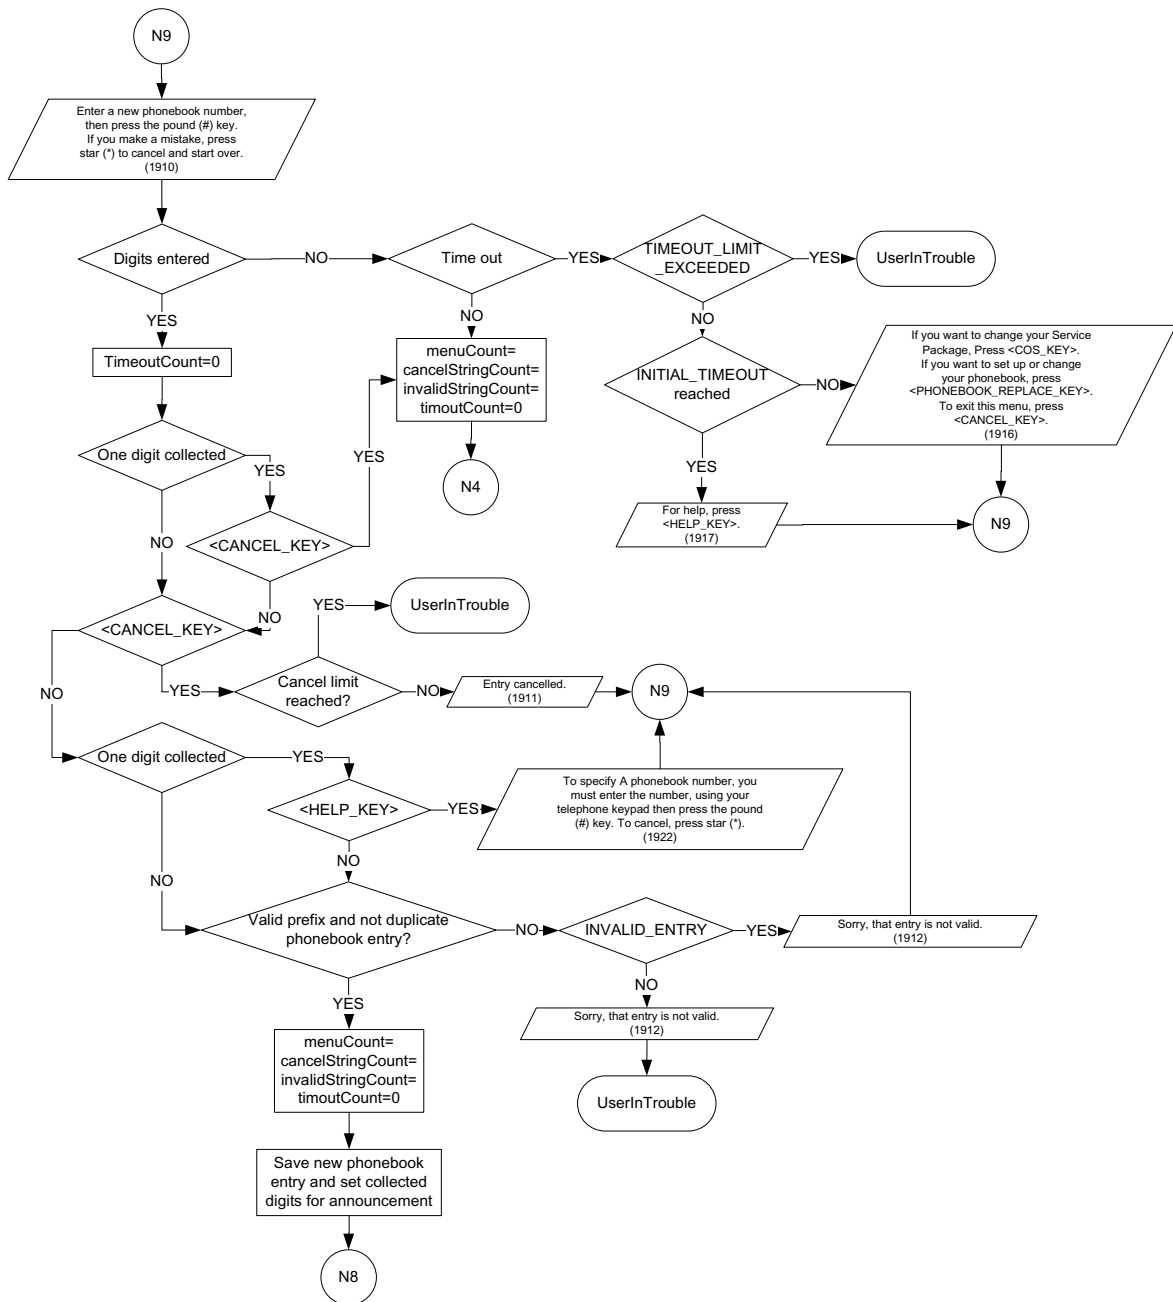 N9
Enter a new phonebook number,
then press the pound (#) key.
If you make a mistake, press
star (*) to cancel and start over.
(1910)
Digits entered
NO
Time out
YES
TIMEOUT_LIMIT
_EXCEEDED
YES
UserInTrouble
YES
NO
NO
TimeoutCount=0
menuCount=
cancelStringCount=
invalidStringCount=
timoutCount=0
INITIAL_TIMEOUT
reached
NO
If you want to change your Service
Package, Press <COS_KEY>.
If you want to set up or change
your phonebook, press
<PHONEBOOK_REPLACE_KEY>.
To exit this menu, press
<CANCEL_KEY>.
(1916)
One digit collected
YES
YES
N4
YES
For help, press
<HELP_KEY>.
(1917)
N9
NO
<CANCEL_KEY>
NO
<CANCEL_KEY>
YES
UserInTrouble
NO
YES
Cancel limit
reached?
NO
Entry cancelled.
(1911)
N9
One digit collected
YES
<HELP_KEY>
YES
To specify A phonebook number, you
must enter the number, using your
telephone keypad then press the pound
(#) key. To cancel, press star (*).
(1922)
NO
NO
Valid prefix and not duplicate
phonebook entry?
NO
INVALID_ENTRY
YES
Sorry, that entry is not valid.
(1912)
YES
NO
Sorry, that entry is not valid.
(1912)
menuCount=
cancelStringCount=
invalidStringCount=
timoutCount=0
UserInTrouble
Save new phonebook
entry and set collected
digits for announcement
N8